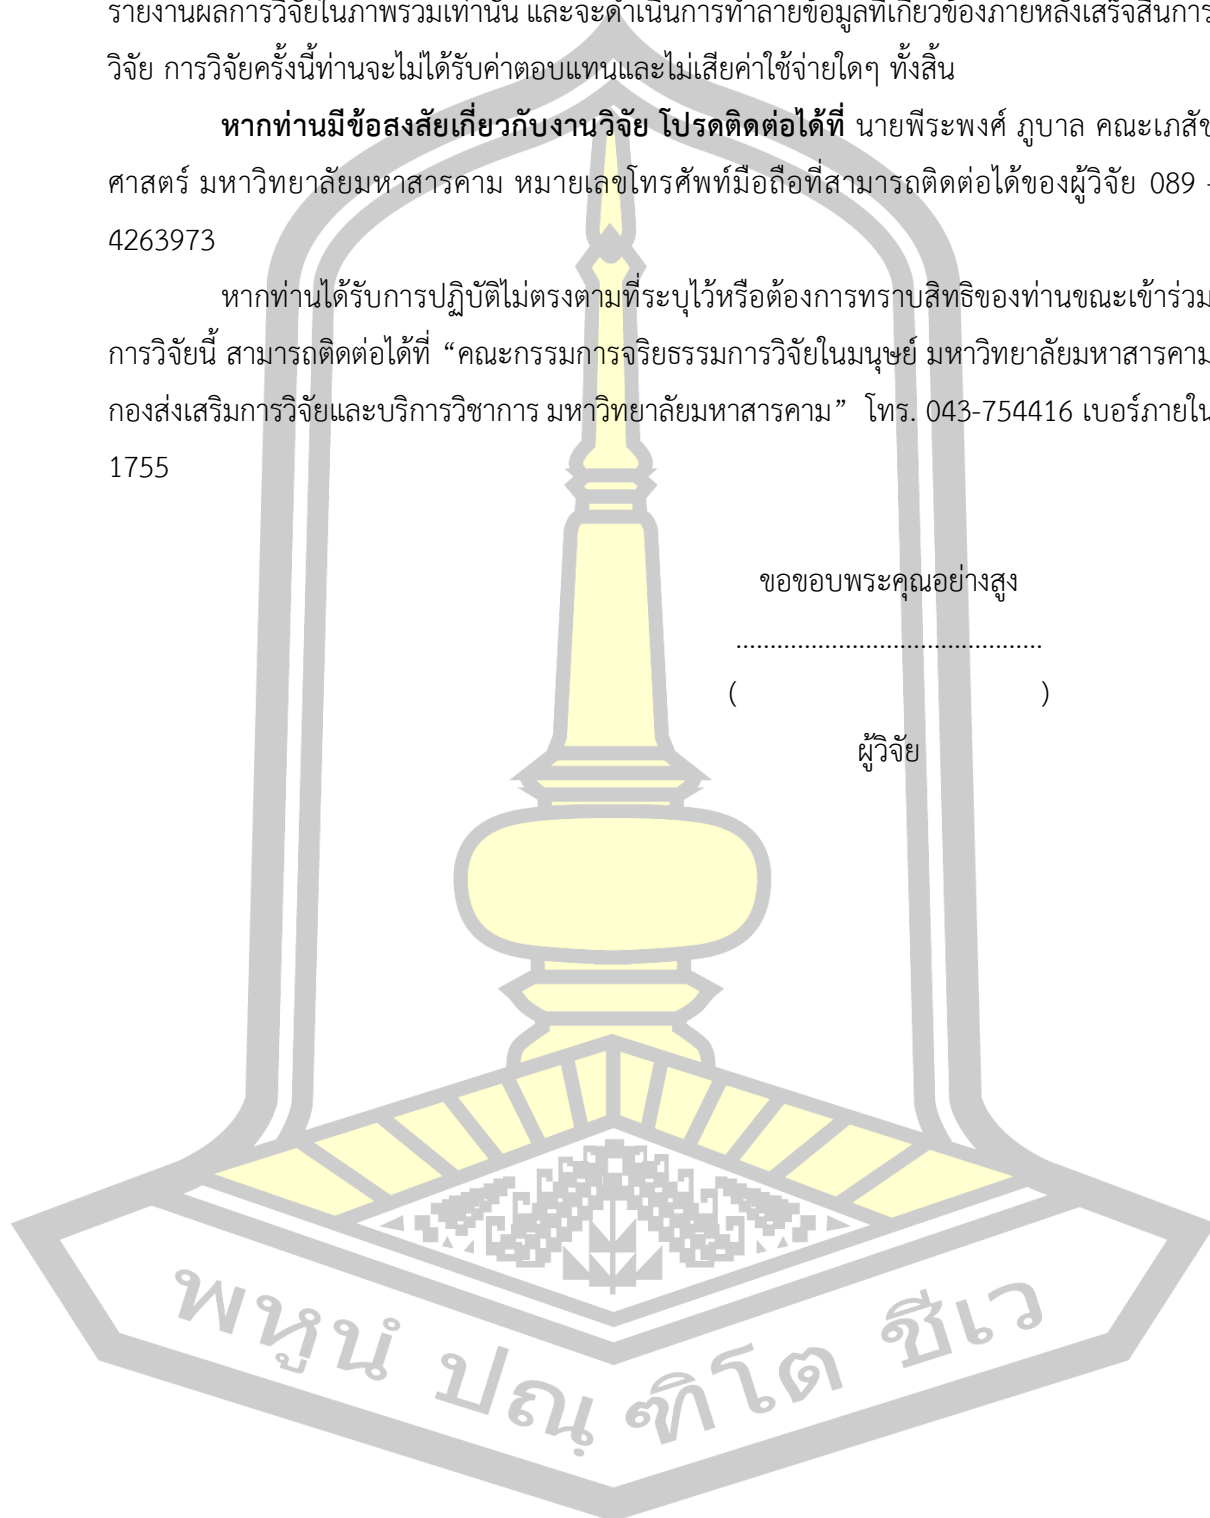 รายงานผลการวิจัยในภาพรวมเท่านั้น และจะดำเนินการทำลายข้อมูลที่เกี่ยวข้องภายหลังเสร็จสิ้นการ
วิจัย การวิจัยครั้งนี้ท่านจะไม่ได้รับค่าตอบแทนและไม่เสียค่าใช้จ่ายใดๆ ทั้งสิ้น
หากท่านมีข้อสงสัยเกี่ยวกับงานวิจัย โปรดติดต่อได้ที่ นายพีระพงศ์ ภูบาล คณะเภสัช
ศาสตร์ มหาวิทยาลัยมหาสารคาม หมายเลขโทรศัพท์มือถือที่สามารถติดต่อได้ของผู้วิจัย 089 -
4263973
หากท่านได้รับการปฏิบัติไม่ตรงตามที่ระบุไว้หรือต้องการทราบสิทธิของท่านขณะเข้าร่วม
การวิจัยนี้ สามารถติดต่อได้ที่ “คณะกรรมการจริยธรรมการวิจัยในมนุษย์ มหาวิทยาลัยมหาสารคาม
กองส่งเสริมการวิจัยและบริการวิชาการ มหาวิทยาลัยมหาสารคาม” โทร. 043-754416 เบอร์ภายใน
1755
ขอขอบพระคุณอย่างสูง
.............................................
( )
ผู้วิจัย
พหูนํ ปณฺฑิโต ชีเว